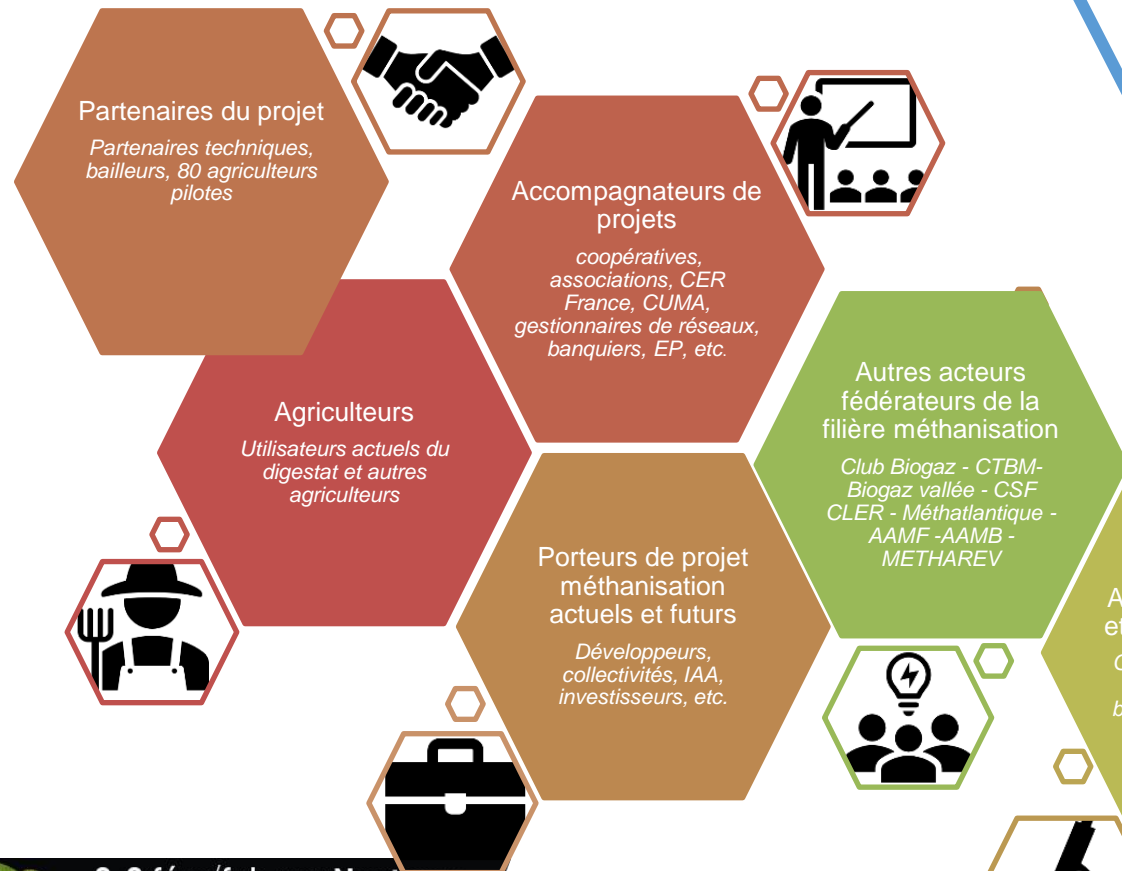 Partenaires du projet
Partenaires techniques,
bailleurs, 80 agriculteurs
pilotes
Accompagnateurs de
projets
coopératives,
associations, CER
France, CUMA,
gestionnaires de réseaux,
banquiers, EP, etc.
Agriculteurs
Utilisateurs actuels du
digestat et autres
agriculteurs
Autres acteurs
fédérateurs de la
filière méthanisation
Club Biogaz - CTBM-
Biogaz vallée - CSF
CLER - Méthatlantique -
AAMF -AAMB -
METHAREV
Porteurs de projet
méthanisation
actuels et futurs
Développeurs,
collectivités, IAA,
investisseurs, etc.
A
et